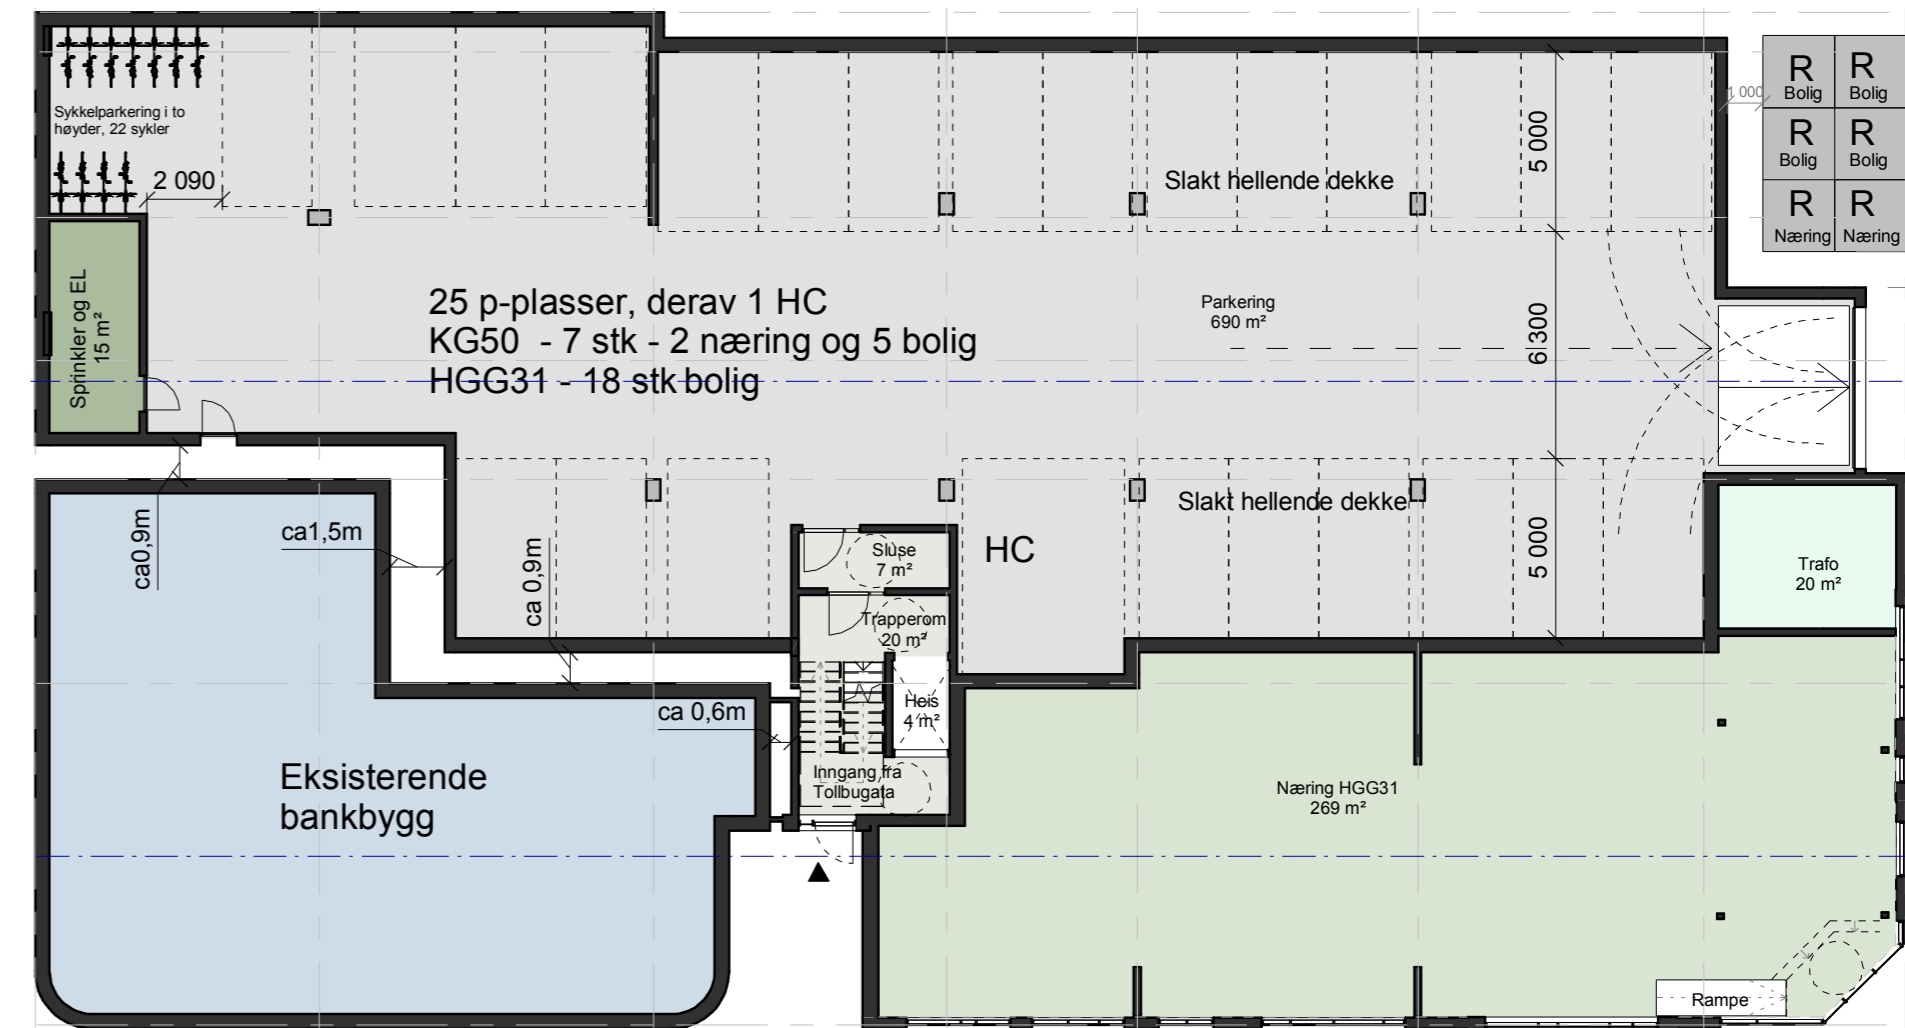 Sykkelparkering i to
høyder, 22 sykler
2 090
Sprinkler og EL
15 m²
25 p-plasser, derav 1 HC
KG50 - 7 stk - 2 næring og 5 bolig
HGG31 - 18 stk bolig
Slakt hellende dekke
Parkering
690 m²
5 000
6 300
5 000
1 000
R
Bolig
R
Bolig
R
Bolig
R
Bolig
R
Næring
R
Næring
ca0,9m
ca1,5m
ca 0,9m
ca 0,6m
Sluse
7 m²
HC
Slakt hellende dekke
Trafo
20 m²
Trapperom
20 m²
Heis
4 m²
Inngang fra
Tollbugata
Eksisterende
bankbygg
Næring HGG31
269 m²
Rampe